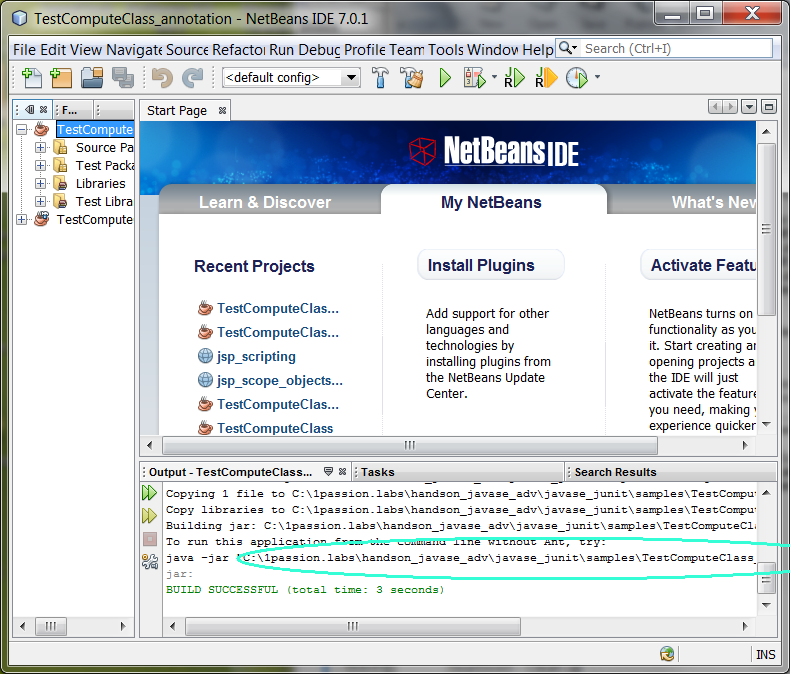 TestComputeClass_annotation - NetBeans IDE 7.0.1
File Edit View Navigate Source Refactor Run Debug Profile Team Tools Window Help
Search (Ctrl+I)
<default config>
F...
Start Page
TestCompute
Source Pa
Test Packa
Libraries
Test Libra
TestCompute
NetBeans IDE
Learn & Discover
My NetBeans
What's New
Recent Projects
TestComputeClas...
TestComputeClas...
jsp_scripting
jsp_scope_objects...
TestComputeClas...
TestComputeClass
Install Plugins
Add support for other
languages and
technologies by
installing plugins from
the NetBeans Update
Center.
Activate Featu
NetBeans turns on
functionality as you
it. Start creating an
opening projects a
the IDE will just
activate the feature
you need, making y
experience quicker
Output - TestComputeClass...
Tasks
Search Results
Copying 1 file to C:\1passion.labs\handson_javase_adv\javase_junit\samples\TestComput
Copy libraries to C:\1passion.labs\handson_javase_adv\javase_junit\samples\TestComput
Building jar: C:\1passion.labs\handson_javase_adv\javase_junit\samples\TestComputeCla
To run this application from the command line without Ant, try:
java -jar "C:\1passion.labs\handson_javase_adv\javase_junit\samples\TestComputeClass_
jar:
BUILD SUCCESSFUL (total time: 3 seconds)
INS